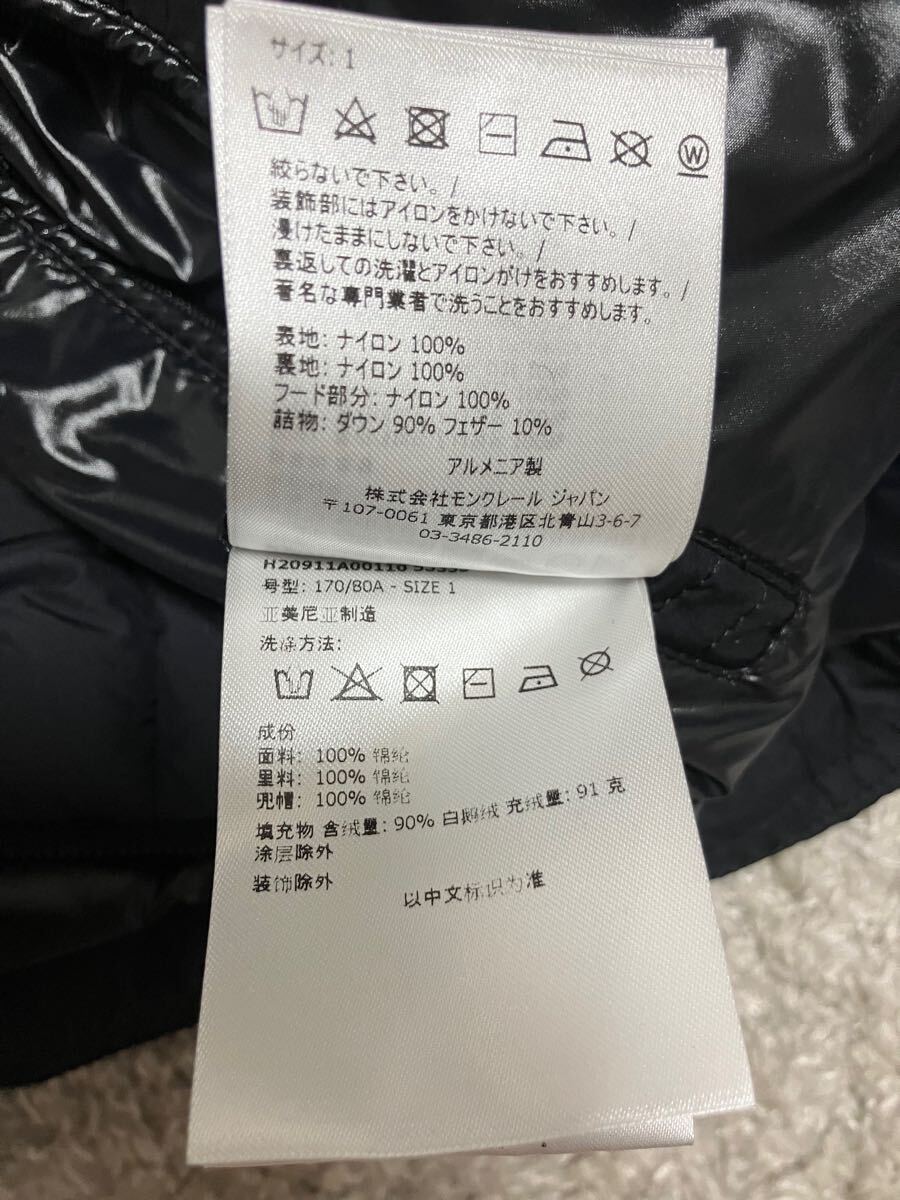 サイズ: 1
W
絞らないで下さい。/
装飾部にはアイロンをかけないで下さい。/
浸けたままにしないで下さい。/
裏返しての洗濯とアイロンがけをおすすめします。/
著名な専門業者で洗うことをおすすめします。
表地: ナイロン 100%
裏地: ナイロン 100%
フード部分: ナイロン 100%
詰物: ダウン 90% フェザー 10%
アルメニア製
株式会社モンクレール ジャパン
〒107-0061 東京都港区北青山3-6-7
03-3486-2110
H20911A00110
号型: 170/80A - SIZE 1
亚美尼亚制造
洗涤方法:
成份
面料: 100% 锦纶
里料: 100% 锦纶
兜帽: 100% 锦纶
填充物 含绒量: 90% 白鹅绒 充绒量: 91 克
涂层除外
装饰除外
以中文标识为准